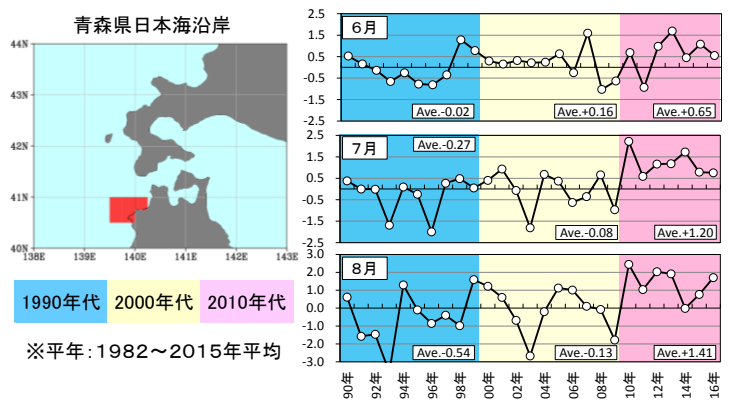 青森県日本海沿岸
44N
43N
42N
41N
40N
138E 139E 140E 141E 142E 143E
1990年代 2000年代 2010年代
※平年:1982～2015年平均
6月
2.5
1.5
0.5
-0.5
-1.5
-2.5
Ave.-0.02 Ave.+0.16 Ave.+0.65
7月
2.5
1.5
0.5
-0.5
-1.5
-2.5
Ave.-0.27 Ave.-0.08 Ave.+1.20
8月
3.0
2.0
1.0
0.0
-1.0
-2.0
-3.0
Ave.-0.54 Ave.-0.13 Ave.+1.41
90年 92年 94年 96年 98年 00年 02年 04年 06年 08年 10年 12年 14年 16年